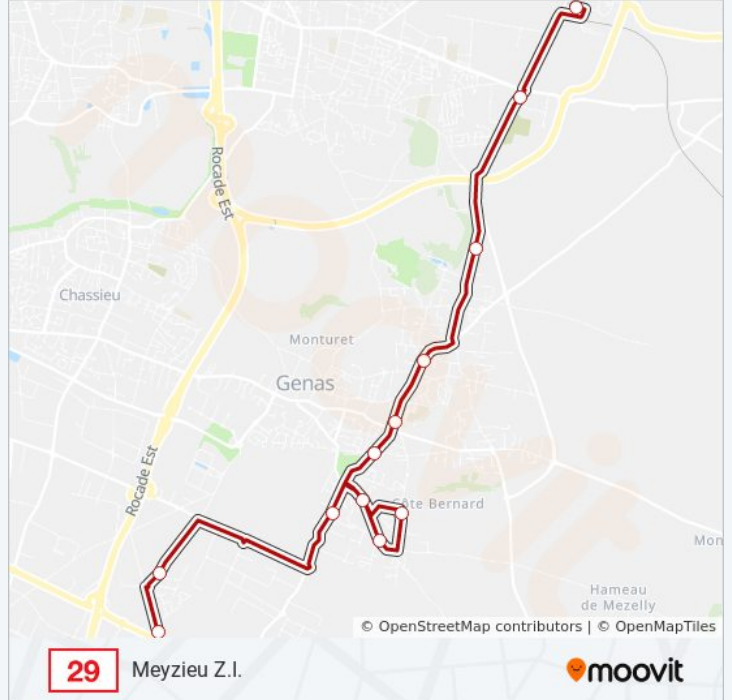 Rocade Est
Chassieu
Monturet
Genas
Rocade Est
Côte Bernard
Mon
Hameau
de Mezelly
© OpenStreetMap contributors | © OpenMapTiles
29 Meyzieu Z.I. moovit